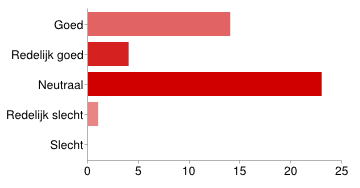 Goed
Redelijk goed
Neutraal
Redelijk slecht
Slecht
0 5 10 15 20 25